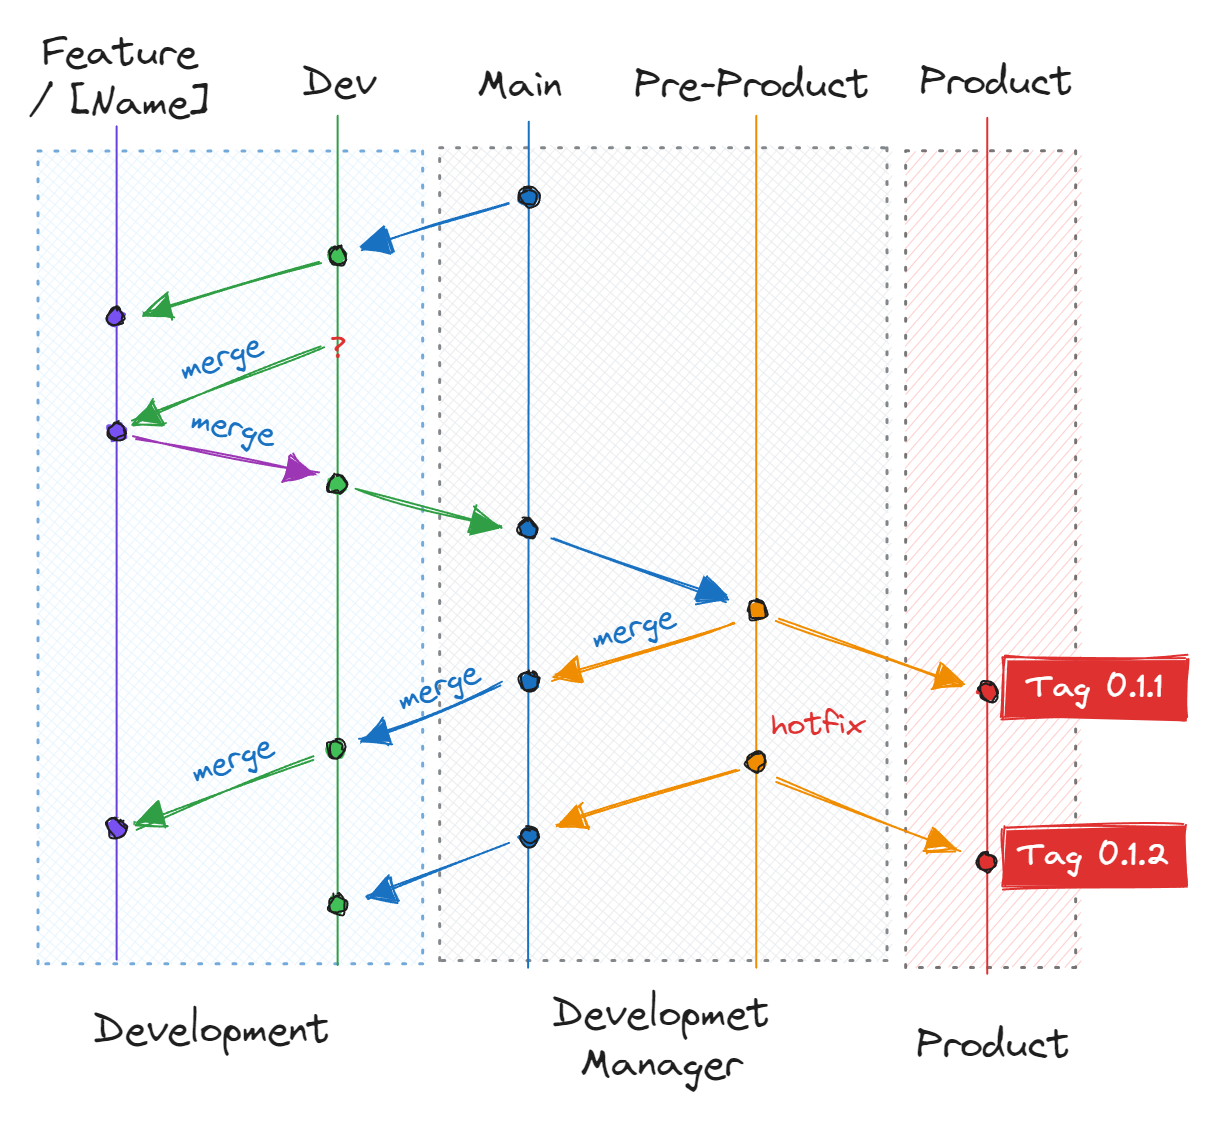 Feature
/ [Name]
Dev
Main
Pre-Product
Product
?
merge
merge
merge
merge
Tag 0.1.1
hotfix
merge
Tag 0.1.2
Development
Developmet
Manager
Product